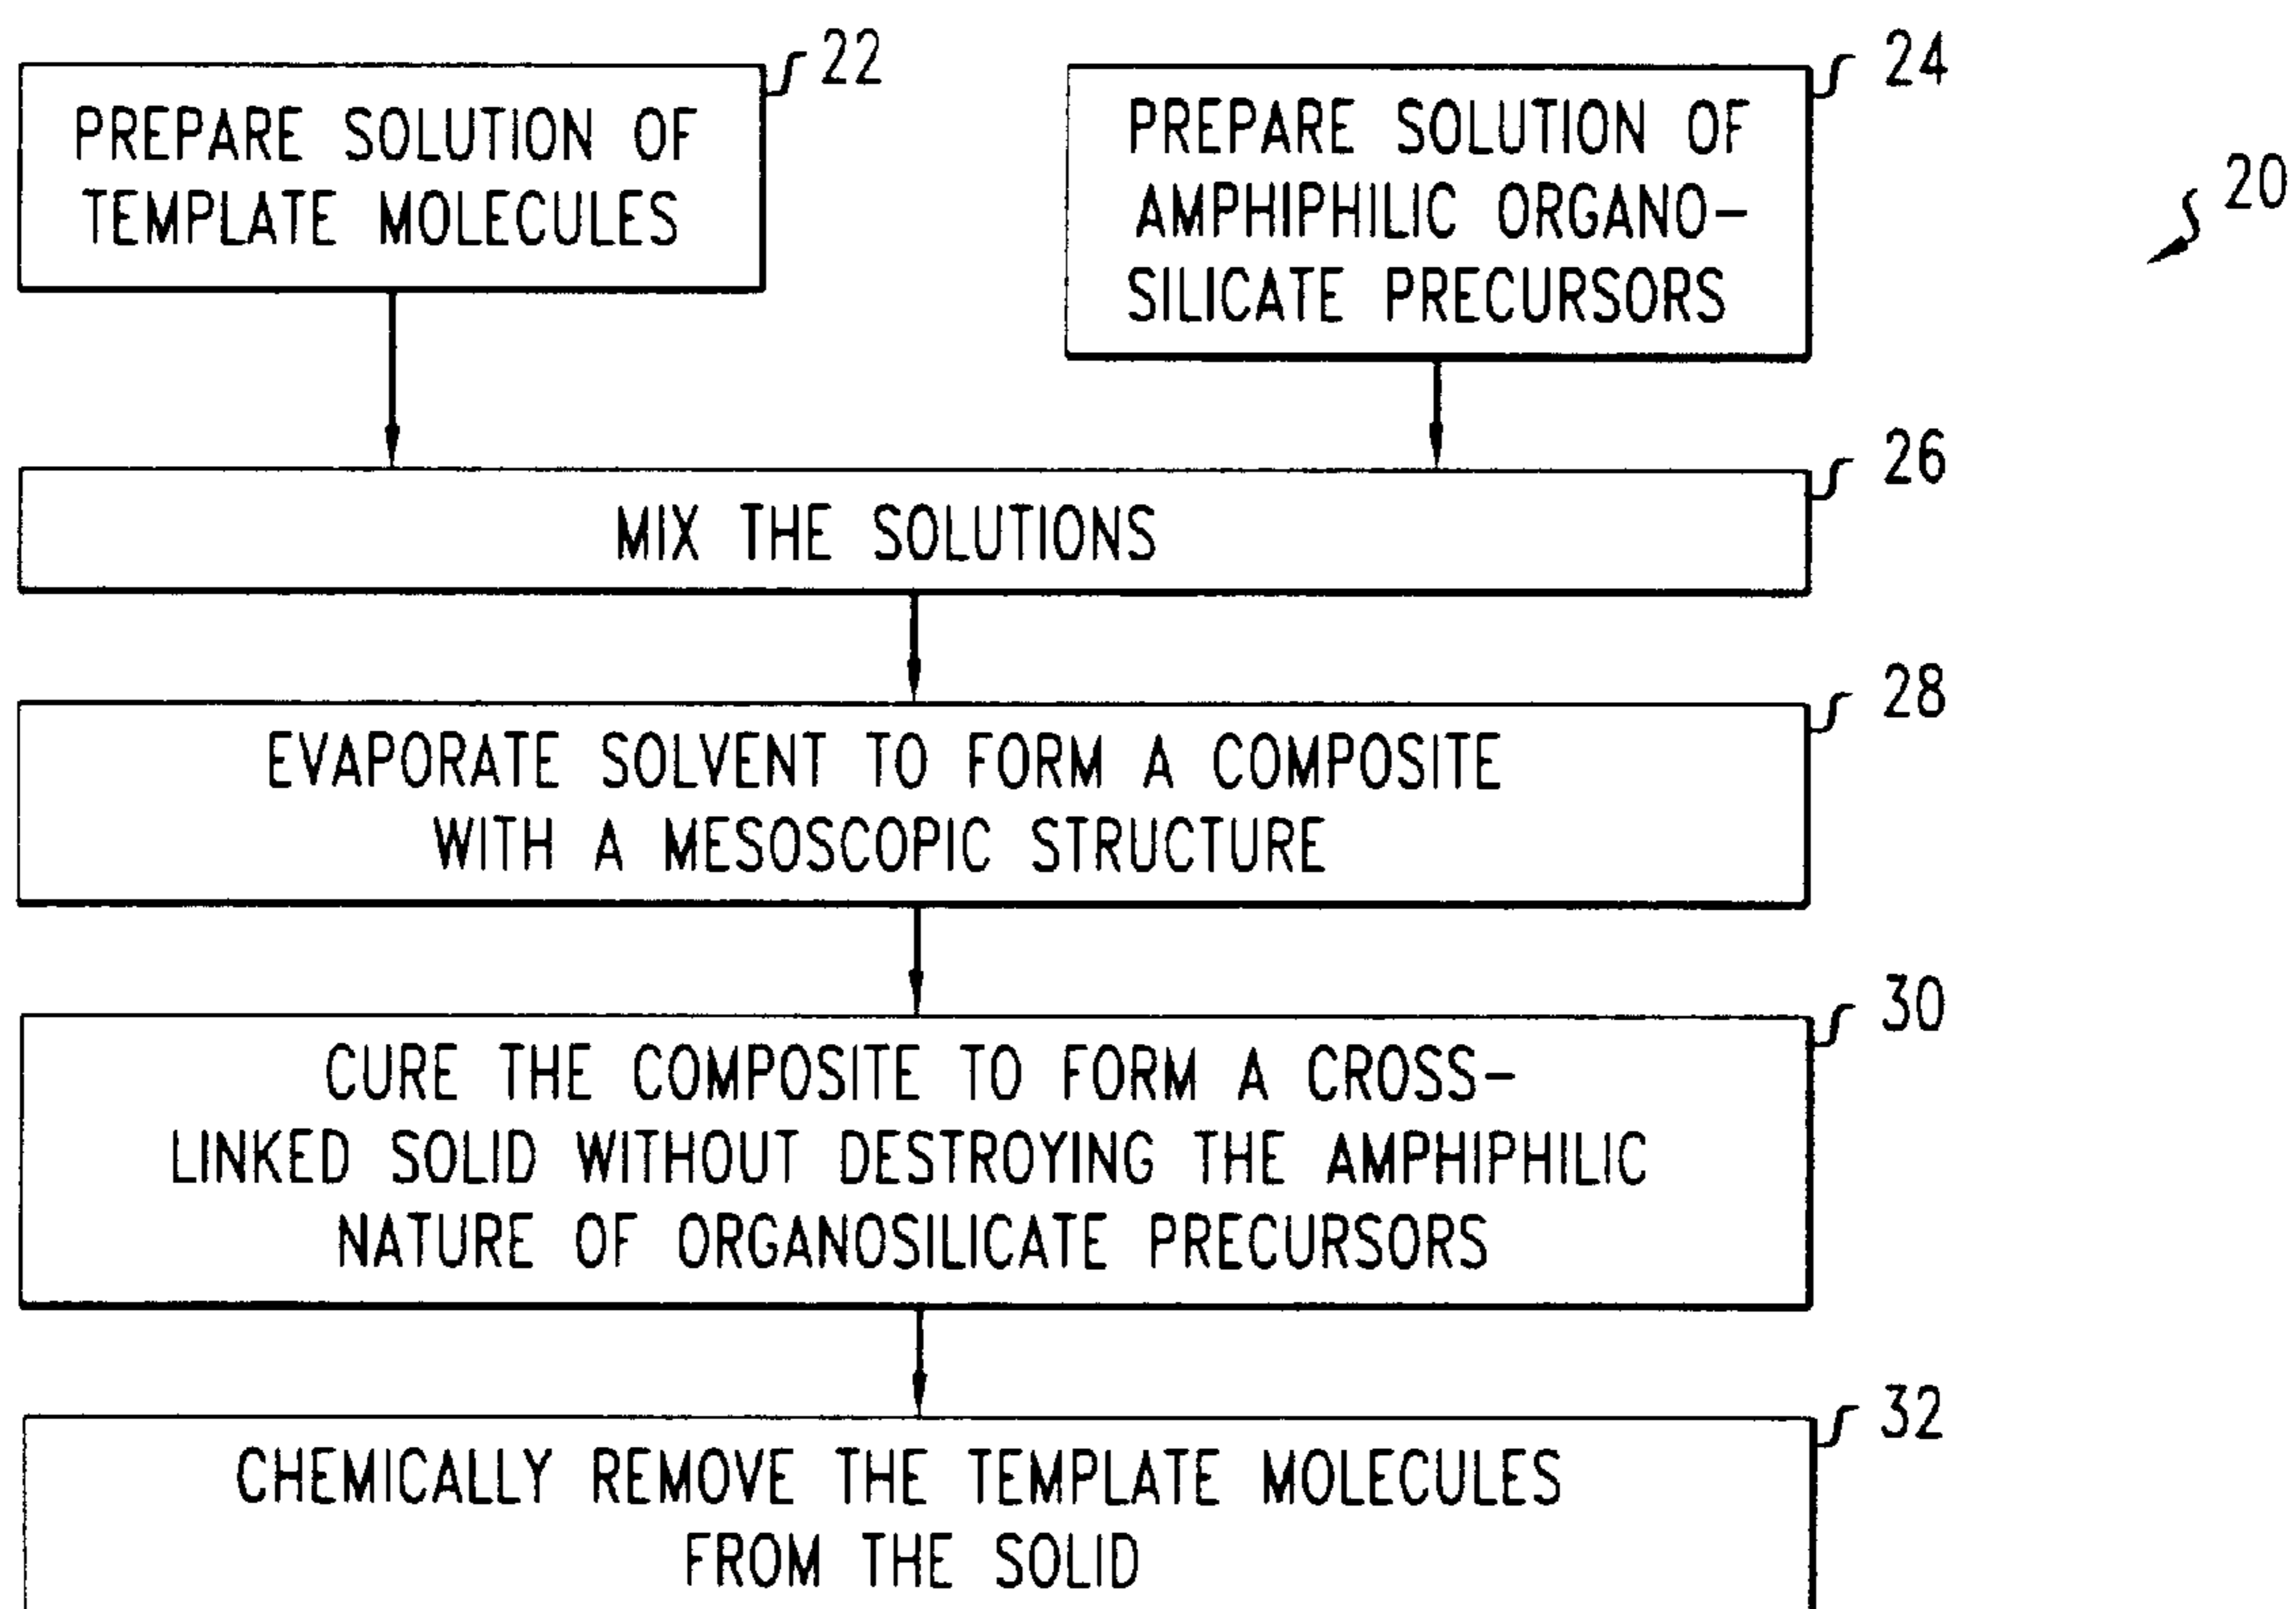 22
PREPARE SOLUTION OF
TEMPLATE MOLECULES
24
PREPARE SOLUTION OF
AMPHIPHILIC ORGANO-
SILICATE PRECURSORS
20
26
MIX THE SOLUTIONS
28
EVAPORATE SOLVENT TO FORM A COMPOSITE
WITH A MESOSCOPIC STRUCTURE
30
CURE THE COMPOSITE TO FORM A CROSS-
LINKED SOLID WITHOUT DESTROYING THE AMPHIPHILIC
NATURE OF ORGANOSILICATE PRECURSORS
32
CHEMICALLY REMOVE THE TEMPLATE MOLECULES
FROM THE SOLID